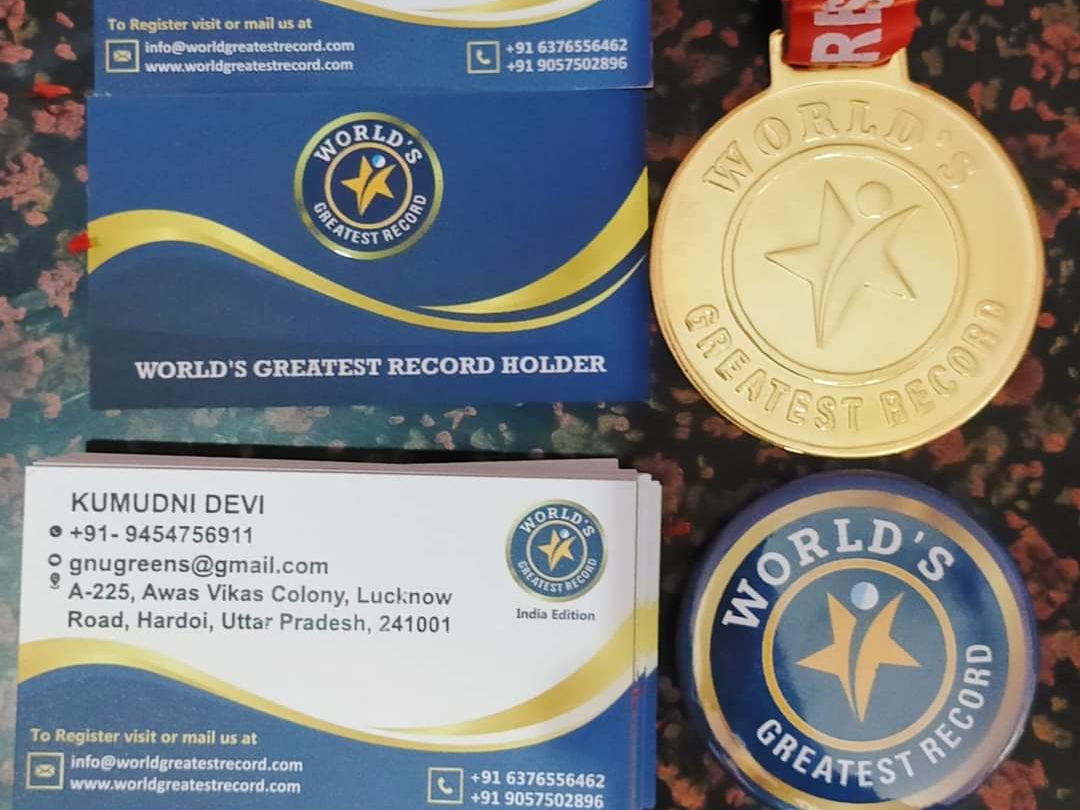 To Register visit or mail us at
info@worldgreatestrecord.com
www.worldgreatestrecord.com
+91 6376556462
+91 9057502896
WORLD'S
GREATEST RECORD
WORLD'S GREATEST RECORD HOLDER
WORLD'S
GREATEST RECORD
KUMUDNI DEVI
+91- 9454756911
gnugreens@gmail.com
A-225, Awas Vikas Colony, Lucknow
Road, Hardoi, Uttar Pradesh, 241001
WORLD'S
GREATEST RECORD
India Edition
To Register visit or mail us at
info@worldgreatestrecord.com
www.worldgreatestrecord.com
+91 6376556462
+91 9057502896
WORLD'S
GREATEST RECORD